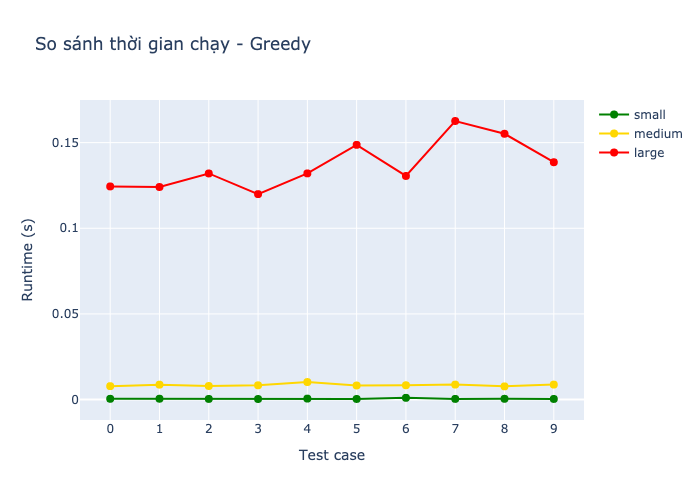 So sánh thời gian chạy - Greedy
small
medium
large
0.15
0.1
0.05
0
Runtime (s)
0 1 2 3 4 5 6 7 8 9
Test case